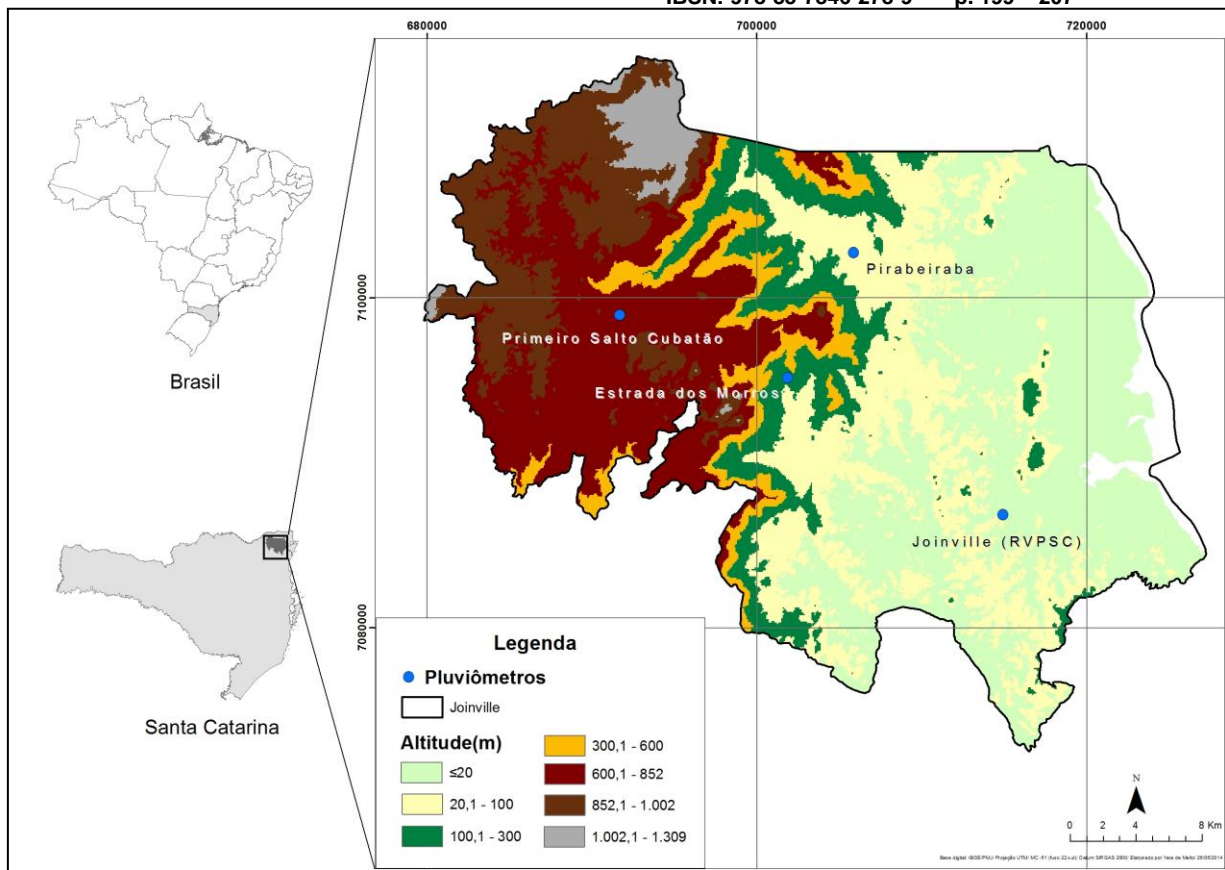 680000
700000
720000
7100000
7080000
Brasil
Santa Catarina
Pirabeiraba
Primeiro Salto Cubatão
Estrada dos Morros
Joinville (RVPSC)
Legenda
Pluviômetros
Joinville
Altitude(m)
≤20
20,1 - 100
100,1 - 300
300,1 - 600
600,1 - 852
852,1 - 1.002
1.002,1 - 1.309
N
0 2 4 8 Km